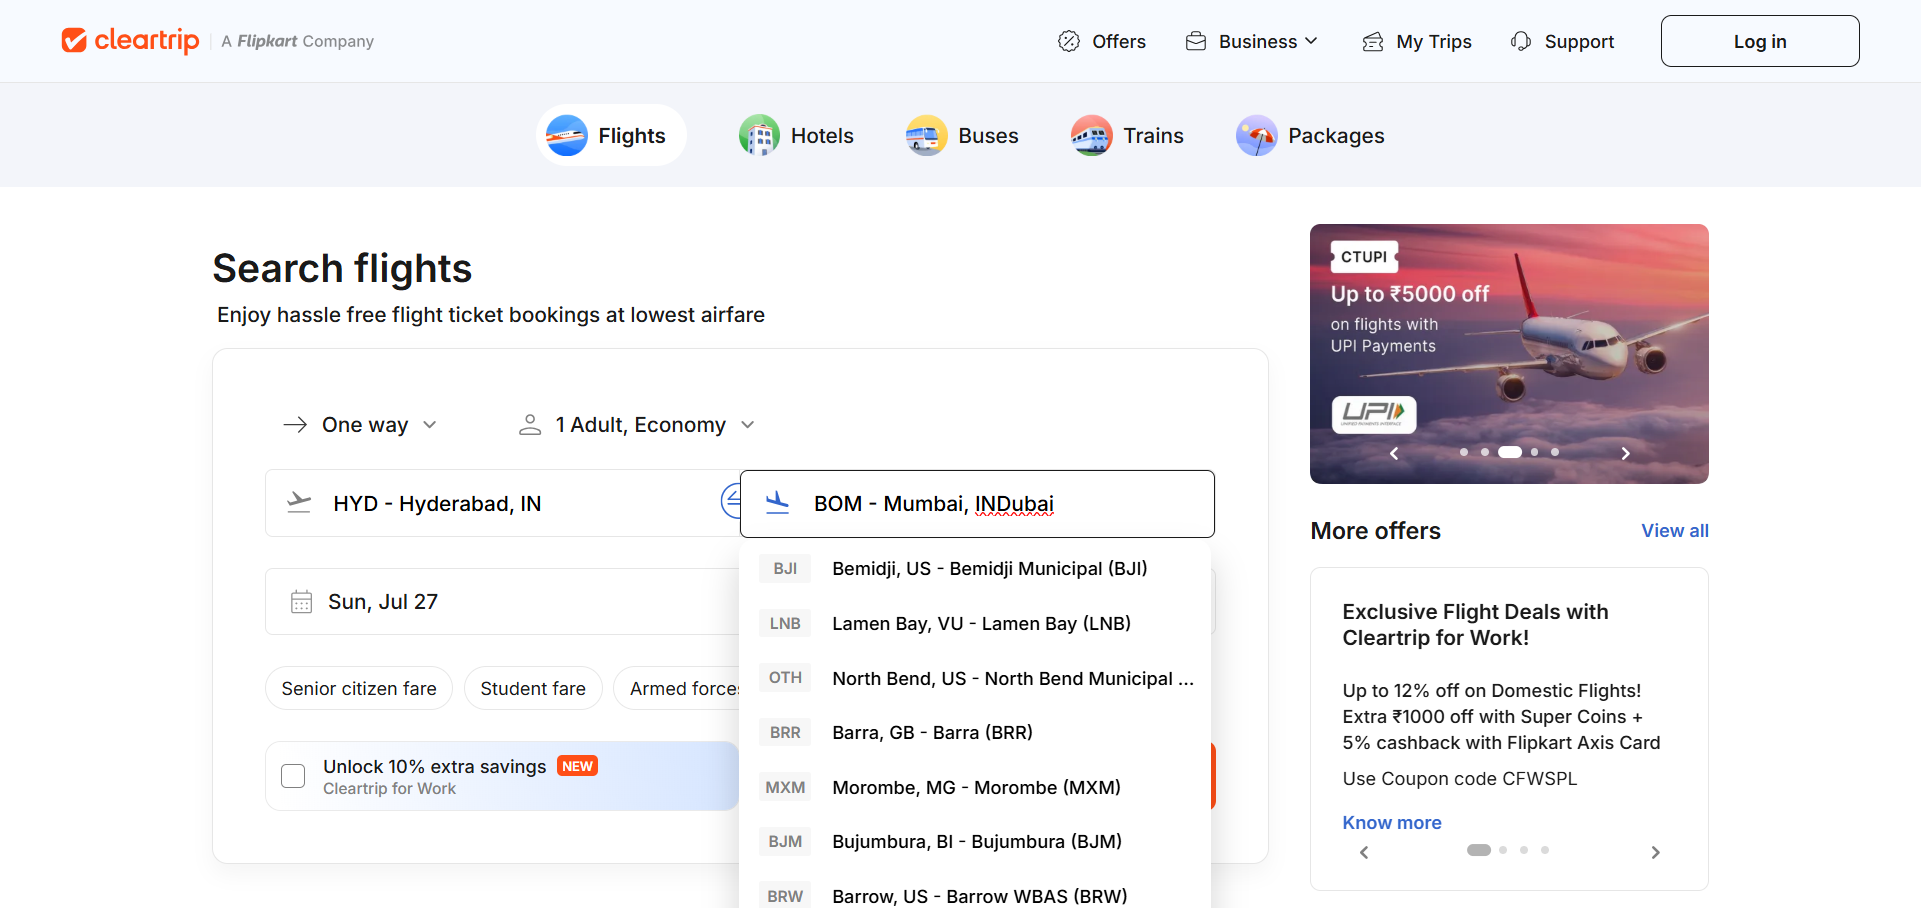 cleartrip
A Flipkart Company
Offers
Business
My Trips
Support
Log in
Flights
Hotels
Buses
Trains
Packages
Search flights
Enjoy hassle free flight ticket bookings at lowest airfare
One way
1 Adult, Economy
HYD - Hyderabad, IN
BOM - Mumbai, INDubai
BJI Bemidji, US - Bemidji Municipal (BJI)
LNB Lamen Bay, VU - Lamen Bay (LNB)
OTH North Bend, US - North Bend Municipal ...
BRR Barra, GB - Barra (BRR)
MXM Morombe, MG - Morombe (MXM)
BJM Bujumbura, BI - Bujumbura (BJM)
BRW Barrow, US - Barrow WBAS (BRW)
Sun, Jul 27
Senior citizen fare
Student fare
Armed forces
Unlock 10% extra savings NEW
Cleartrip for Work
CTUPI
Up to ₹5000 off
on flights with
UPI Payments
UPI
UNIFIED PAYMENTS INTERFACE
More offers
View all
Exclusive Flight Deals with
Cleartrip for Work!
Up to 12% off on Domestic Flights!
Extra ₹1000 off with Super Coins +
5% cashback with Flipkart Axis Card
Use Coupon code CFWSPL
Know more